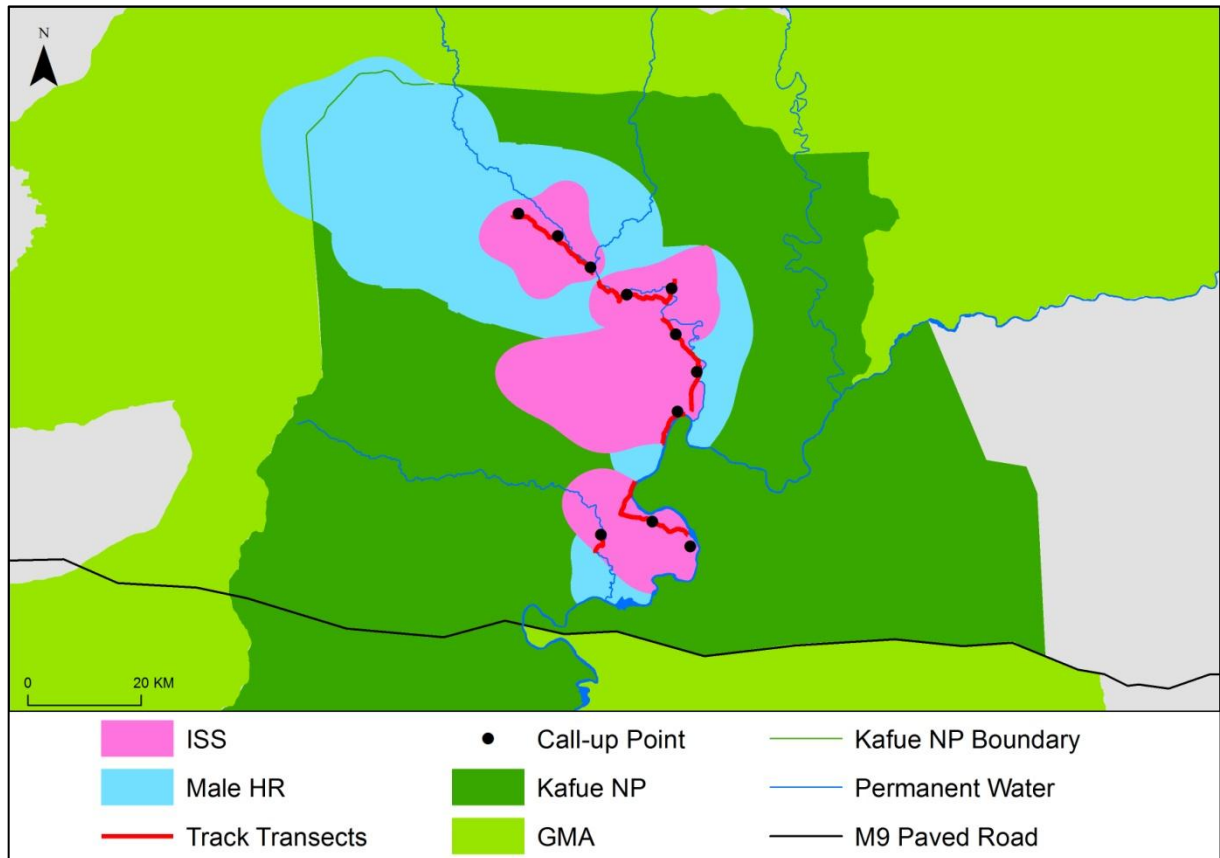 N
0 20 KM
ISS
Call-up Point
Kafue NP Boundary
Male HR
Kafue NP
Permanent Water
Track Transects
GMA
M9 Paved Road